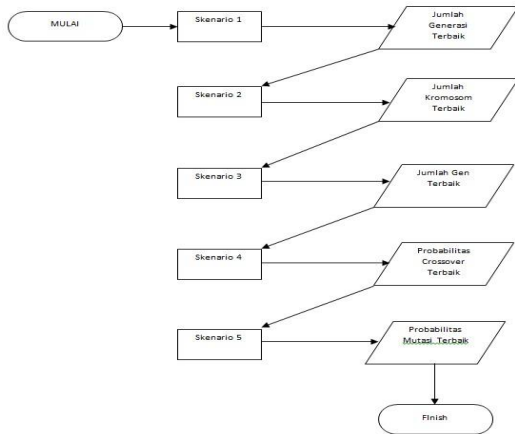 MULAI
Skenario 1
Jumlah
Generasi
Terbaik
Skenario 2
Jumlah
Kromosom
Terbaik
Skenario 3
Jumlah Gen
Terbaik
Skenario 4
Probabilitas
Crossover
Terbaik
Skenario 5
Probabilitas
Mutasi Terbaik
Finish